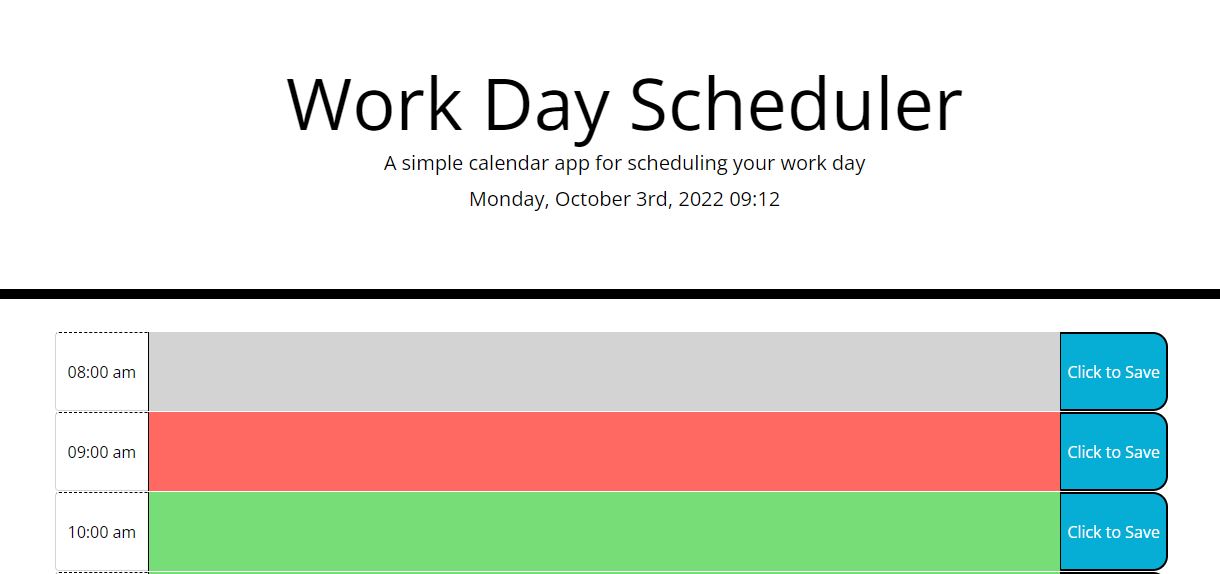 Work Day Scheduler
A simple calendar app for scheduling your work day
Monday, October 3rd, 2022 09:12
08:00 am
Click to Save
09:00 am
Click to Save
10:00 am
Click to Save